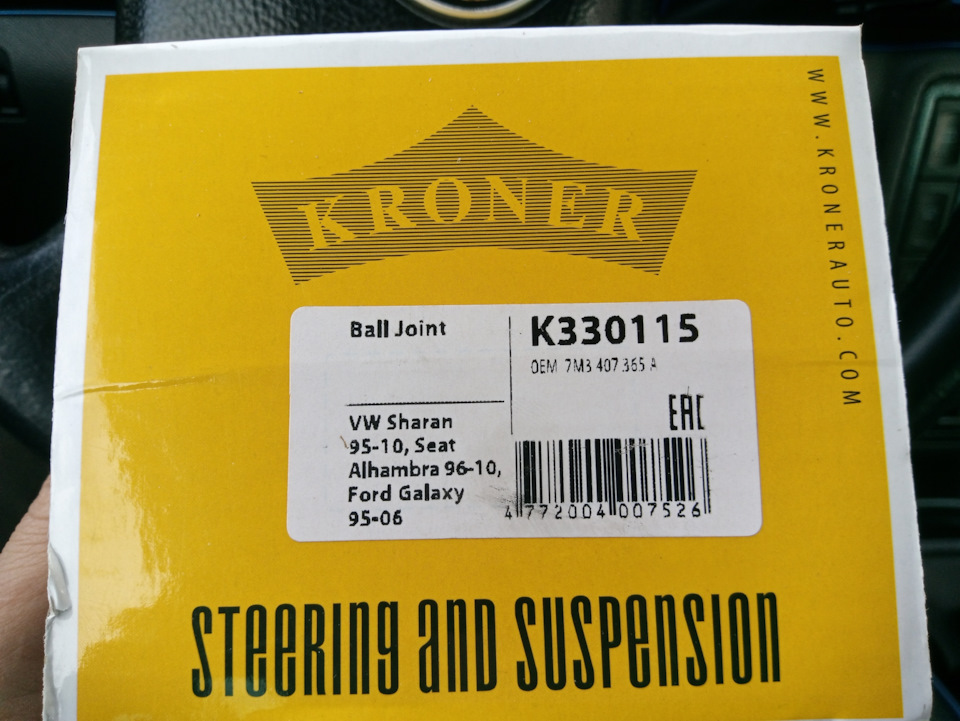 KRONER
WWW.KRONERAUTO.COM
Ball Joint
K330115
OEM 7M3 407 365 A
EAC
VW Sharan
95-10, Seat
Alhambra 96-10,
Ford Galaxy
95-06
4 772004 007526
STEERING AND SUSPENSION